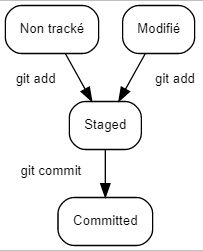 Non tracké
Modifié
git add
git add
Staged
git commit
Committed